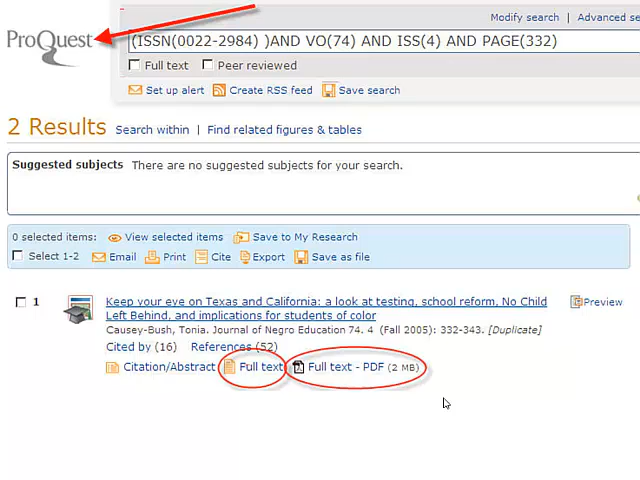 Modify search | Advanced se
ProQuest
(ISSN(0022-2984) )AND VO(74) AND ISS(4) AND PAGE(332)
Full text Peer reviewed
Set up alert Create RSS feed Save search
2 Results Search within | Find related figures & tables
Suggested subjects There are no suggested subjects for your search.
0 selected items: View selected items Save to My Research
Select 1-2 Email Print Cite Export Save as file
1 Keep your eye on Texas and California: a look at testing, school reform, No Child Preview
Left Behind, and implications for students of color
Causey-Bush, Tonia. Journal of Negro Education 74. 4 (Fall 2005): 332-343. [Duplicate]
Cited by (16) References (52)
Citation/Abstract Full text Full text - PDF (2 MB)